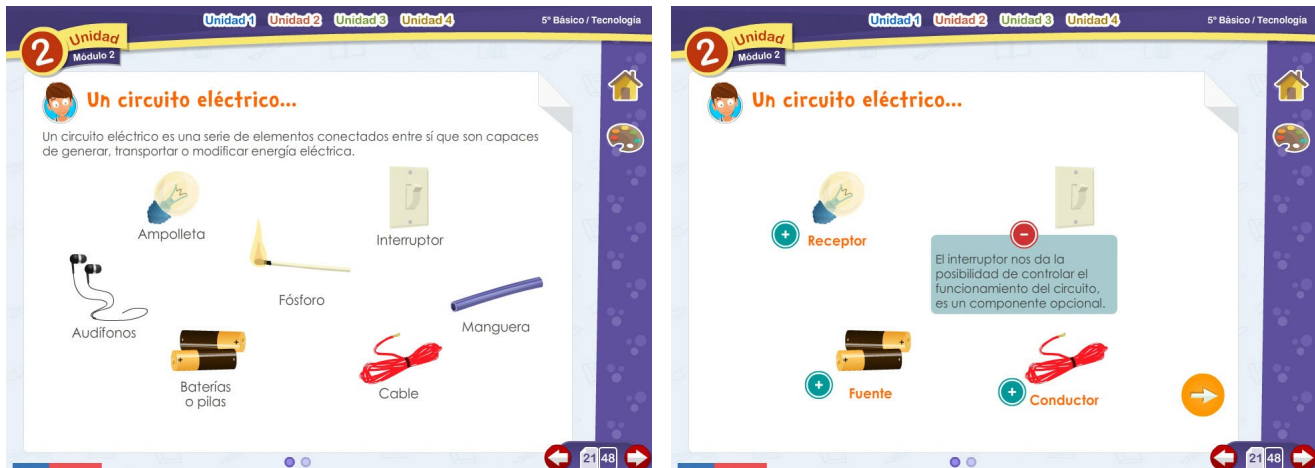 Unidad 1 Unidad 2 Unidad 3 Unidad 4
5º Básico / Tecnología
2 Unidad
Módulo 2
Un circuito eléctrico...
Un circuito eléctrico es una serie de elementos conectados entre sí que son capaces
de generar, transportar o modificar energía eléctrica.
Ampolleta
Interruptor
Fósforo
Audífonos
Manguera
Baterías
o pilas
Cable
21 48
Unidad 1 Unidad 2 Unidad 3 Unidad 4
5º Básico / Tecnología
2 Unidad
Módulo 2
Un circuito eléctrico...
Receptor
El interruptor nos da la
posibilidad de controlar el
funcionamiento del circuito,
es un componente opcional.
Fuente
Conductor
21 48